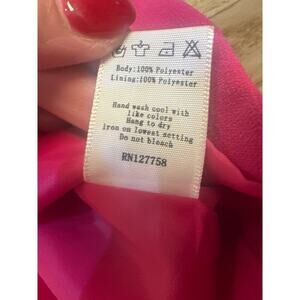 Body:100% Polyester
Lining:100% Polyester
Hand wash cool with
like colors
Hang to dry
iron on lowest setting
Do not bleach
RN127758